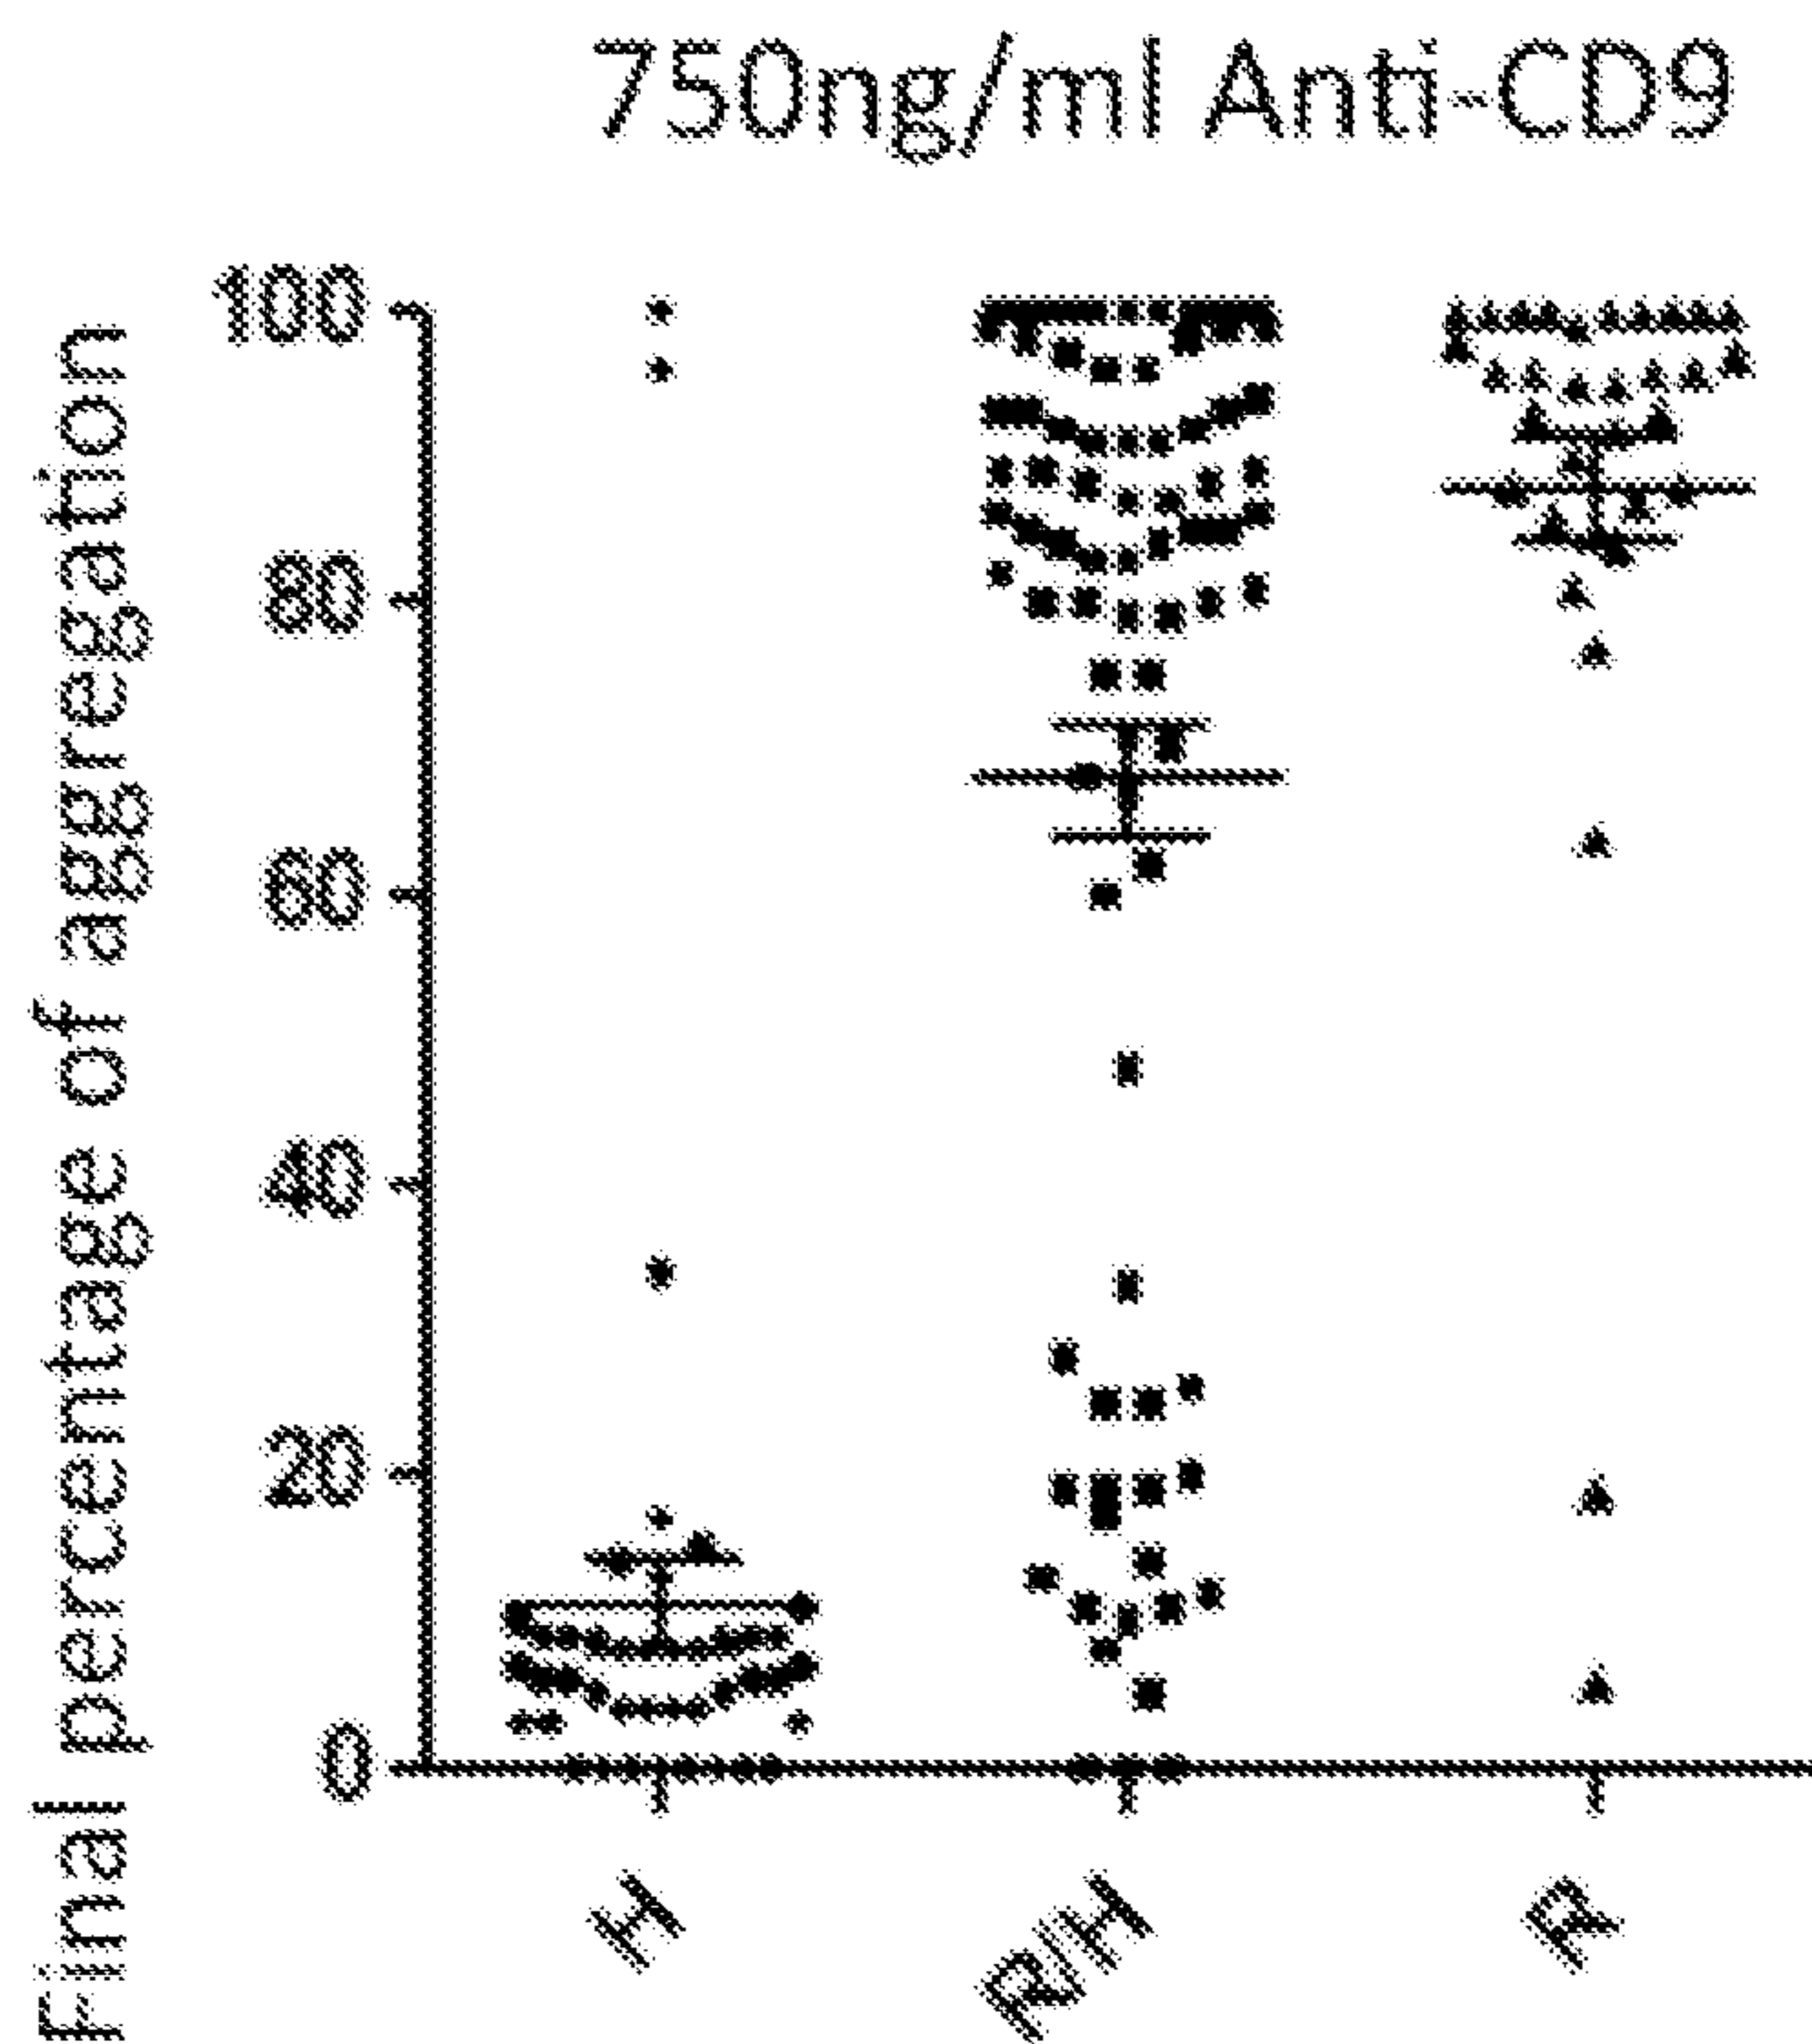 750ng/ml Anti-CD9
Final percentage of aggregation
100
80
60
40
20
0
H
R/H
R